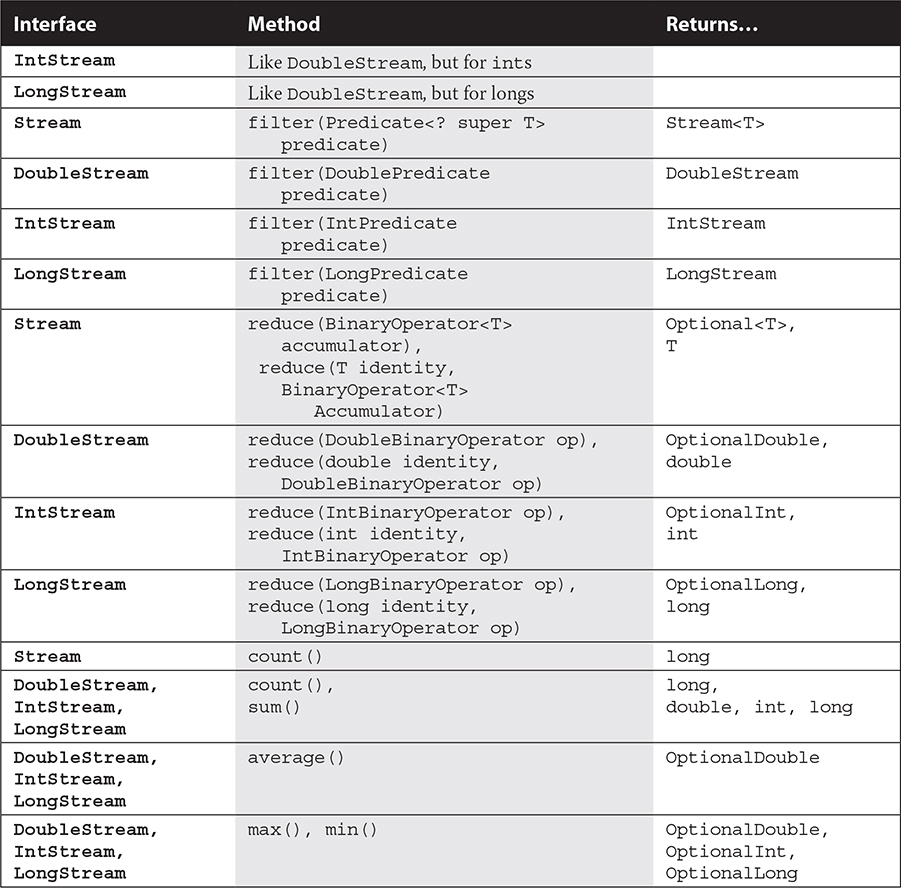 Interface Method Returns...
IntStream Like DoubleStream, but for ints
LongStream Like DoubleStream, but for longs
Stream filter(Predicate<? super T> Stream<T>
predicate)
DoubleStream filter(DoublePredicate DoubleStream
predicate)
IntStream filter(IntPredicate IntStream
predicate)
LongStream filter(LongPredicate LongStream
predicate)
Stream reduce(BinaryOperator<T> Optional<T>,
accumulator), T
reduce(T identity,
BinaryOperator<T>
Accumulator)
DoubleStream reduce(DoubleBinaryOperator op), OptionalDouble,
reduce(double identity, double
DoubleBinaryOperator op)
IntStream reduce(IntBinaryOperator op), OptionalInt,
reduce(int identity, int
IntBinaryOperator op)
LongStream reduce(LongBinaryOperator op), OptionalLong,
reduce(long identity, long
LongBinaryOperator op)
Stream count() long
DoubleStream, count(), long,
IntStream, sum() double, int, long
LongStream
DoubleStream, average() OptionalDouble
IntStream,
LongStream
DoubleStream, max(), min() OptionalDouble,
IntStream, OptionalInt,
LongStream OptionalLong